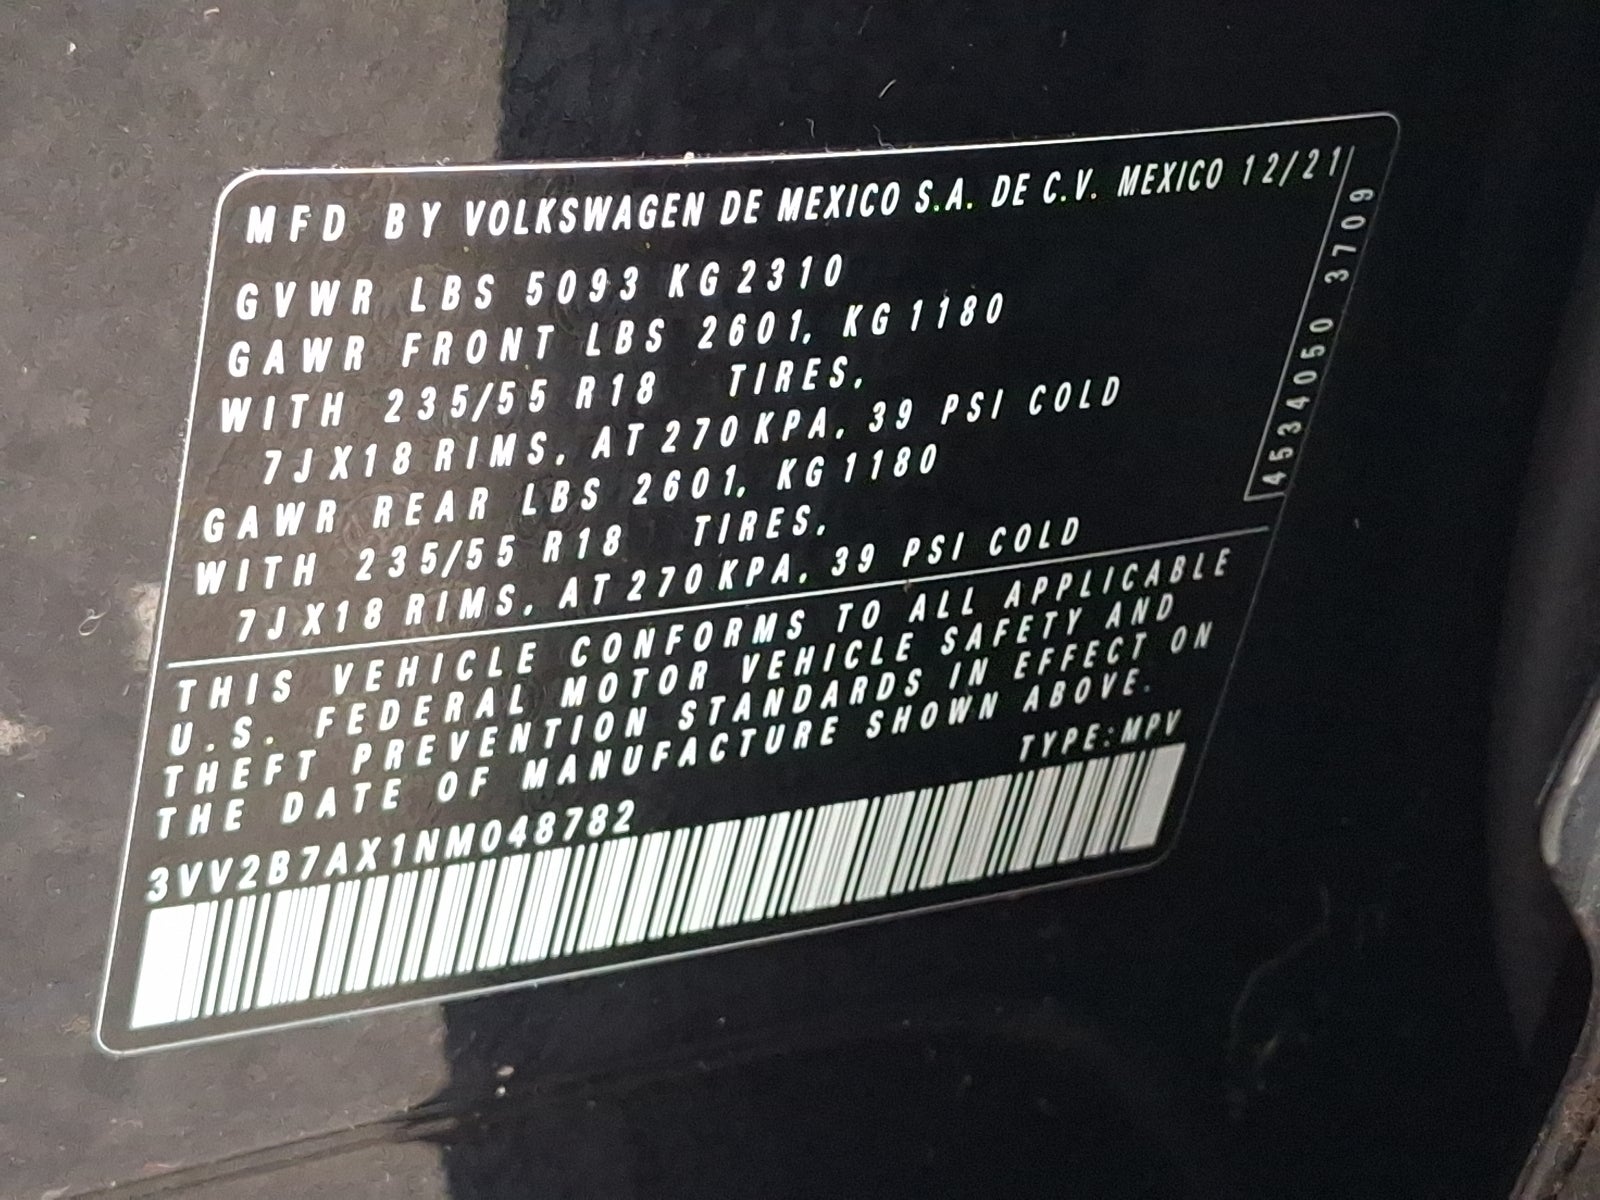 MFD BY VOLKSWAGEN DE MEXICO S.A. DE C.V. MEXICO 12/21
GVWR LBS 5093 KG 2310
GAWR FRONT LBS 2601, KG 1180
WITH 235/55 R18 TIRES,
7JX18 RIMS, AT 270 KPA, 39 PSI COLD
GAWR REAR LBS 2601, KG 1180
WITH 235/55 R18 TIRES,
7JX18 RIMS, AT 270 KPA, 39 PSI COLD
THIS VEHICLE CONFORMS TO ALL APPLICABLE
U.S. FEDERAL MOTOR VEHICLE SAFETY AND
THEFT PREVENTION STANDARDS IN EFFECT ON
THE DATE OF MANUFACTURE SHOWN ABOVE.
TYPE: MPV
3VV2B7AX1NM048782
4534050 3709